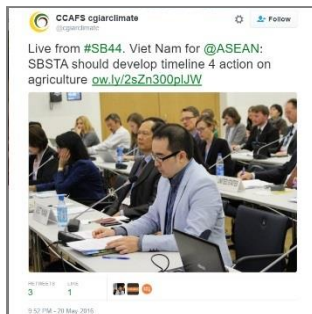 CCAFS cgiarclimate
@cgiarclimate
Follow
Live from #SB44. Viet Nam for @ASEAN:
SBSTA should develop timeline 4 action on
agriculture ow.ly/2sZn300plJW
RETWEETS
LIKE
3
1
9:52 PM - 20 May 2016